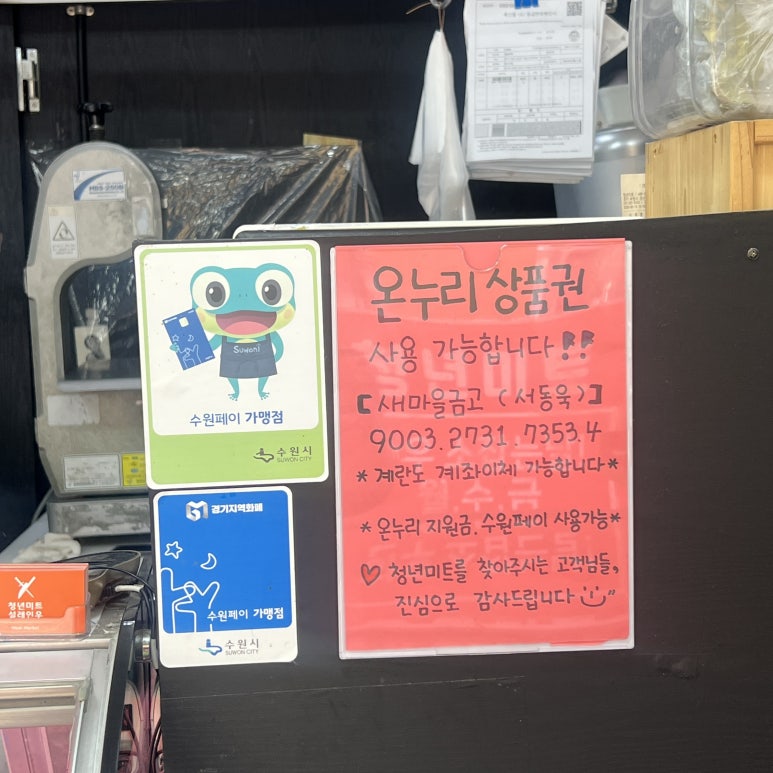 HBS-250B
Suwon!
수원페이 가맹점
수원시
SUWON CITY
경기지역화폐
수원페이 가맹점
수원시
SUWON CITY
청년미트
설레인우
온누리 상품권
사용 가능합니다!!
[새마을금고 (서동욱)]
9003.2731.7353.4
*계란도 계좌이체 가능합니다*
*온누리 지원금.수원페이 사용가능*
♡ 청년미트를 찾아주시는 고객님들,
진심으로 감사드립니다